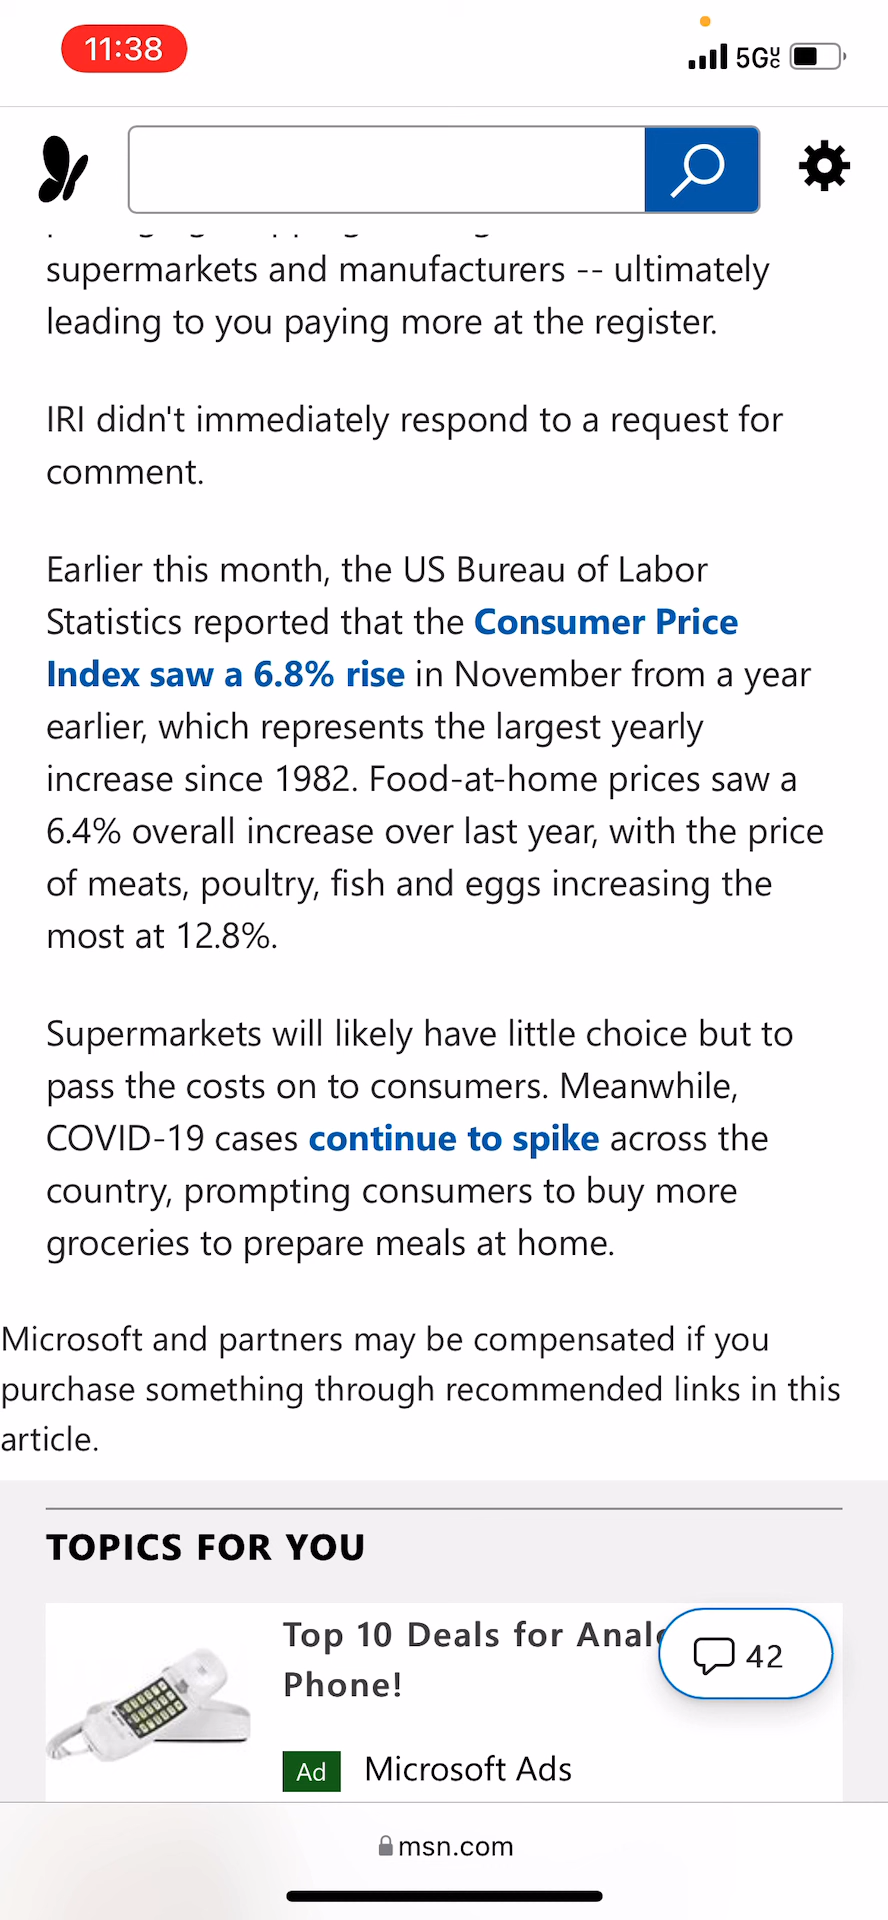 11:38
5G UC
supermarkets and manufacturers -- ultimately
leading to you paying more at the register.
IRI didn't immediately respond to a request for
comment.
Earlier this month, the US Bureau of Labor
Statistics reported that the Consumer Price
Index saw a 6.8% rise in November from a year
earlier, which represents the largest yearly
increase since 1982. Food-at-home prices saw a
6.4% overall increase over last year, with the price
of meats, poultry, fish and eggs increasing the
most at 12.8%.
Supermarkets will likely have little choice but to
pass the costs on to consumers. Meanwhile,
COVID-19 cases continue to spike across the
country, prompting consumers to buy more
groceries to prepare meals at home.
Microsoft and partners may be compensated if you
purchase something through recommended links in this
article.
TOPICS FOR YOU
Top 10 Deals for
Phone!
42
Ad Microsoft Ads
msn.com